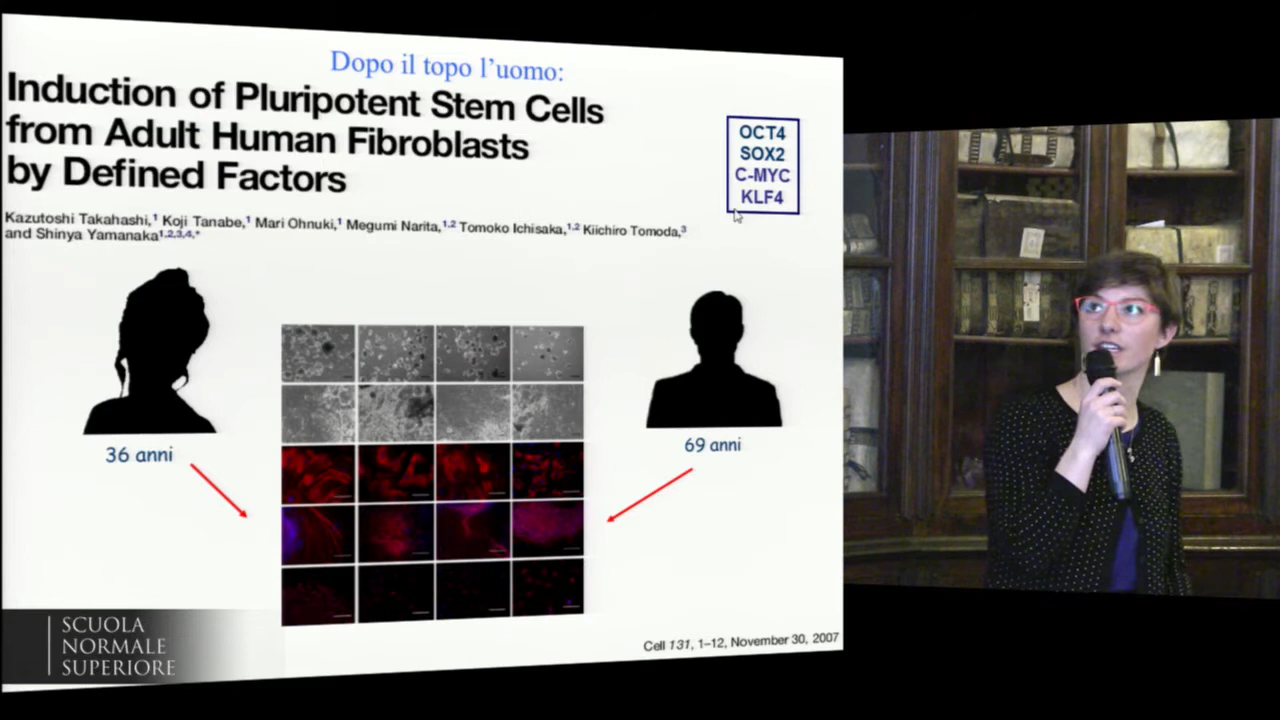 Dopo il topo l'uomo:
Induction of Pluripotent Stem Cells
from Adult Human Fibroblasts
by Defined Factors
OCT4
SOX2
C-MYC
KLF4
Kazutoshi Takahashi,¹ Koji Tanabe,¹ Mari Ohnuki,¹ Megumi Narita,¹,² Tomoko Ichisaka,¹,² Kiichiro Tomoda,³
and Shinya Yamanaka¹,²,³,⁴,*
36 anni
69 anni
Cell 131, 1–12, November 30, 2007
SCUOLA
NORMALE
SUPERIORE